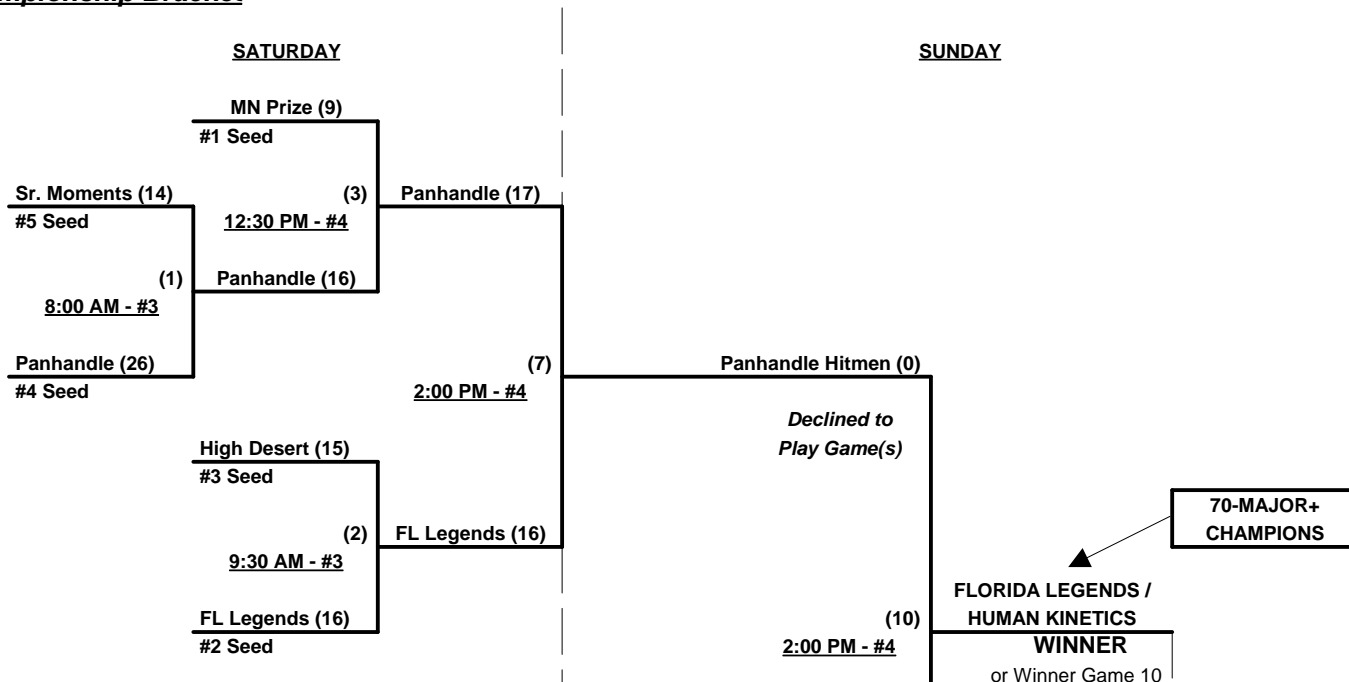 SATURDAY
SUNDAY
MN Prize (9)
#1 Seed
Sr. Moments (14)
#5 Seed
(3)
12:30 PM - #4
Panhandle (17)
(1)
8:00 AM - #3
Panhandle (16)
Panhandle (26)
#4 Seed
(7)
2:00 PM - #4
Panhandle Hitmen (0)
Declined to
Play Game(s)
High Desert (15)
#3 Seed
(2)
9:30 AM - #3
FL Legends (16)
70-MAJOR+
CHAMPIONS
FL Legends (16)
#2 Seed
(10)
2:00 PM - #4
FLORIDA LEGENDS /
HUMAN KINETICS
WINNER
or Winner Game 10